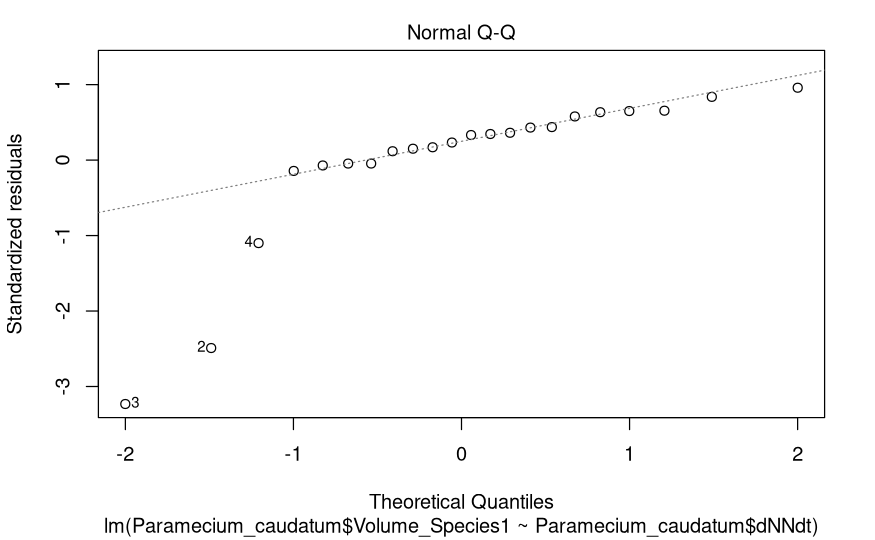 Normal Q-Q
Standardized residuals
1
0
-1
-2
-3
4
2
3
-2 -1 0 1 2
Theoretical Quantiles
lm(Paramecium_caudatum$Volume_Species1 ~ Paramecium_caudatum$dNNdt)